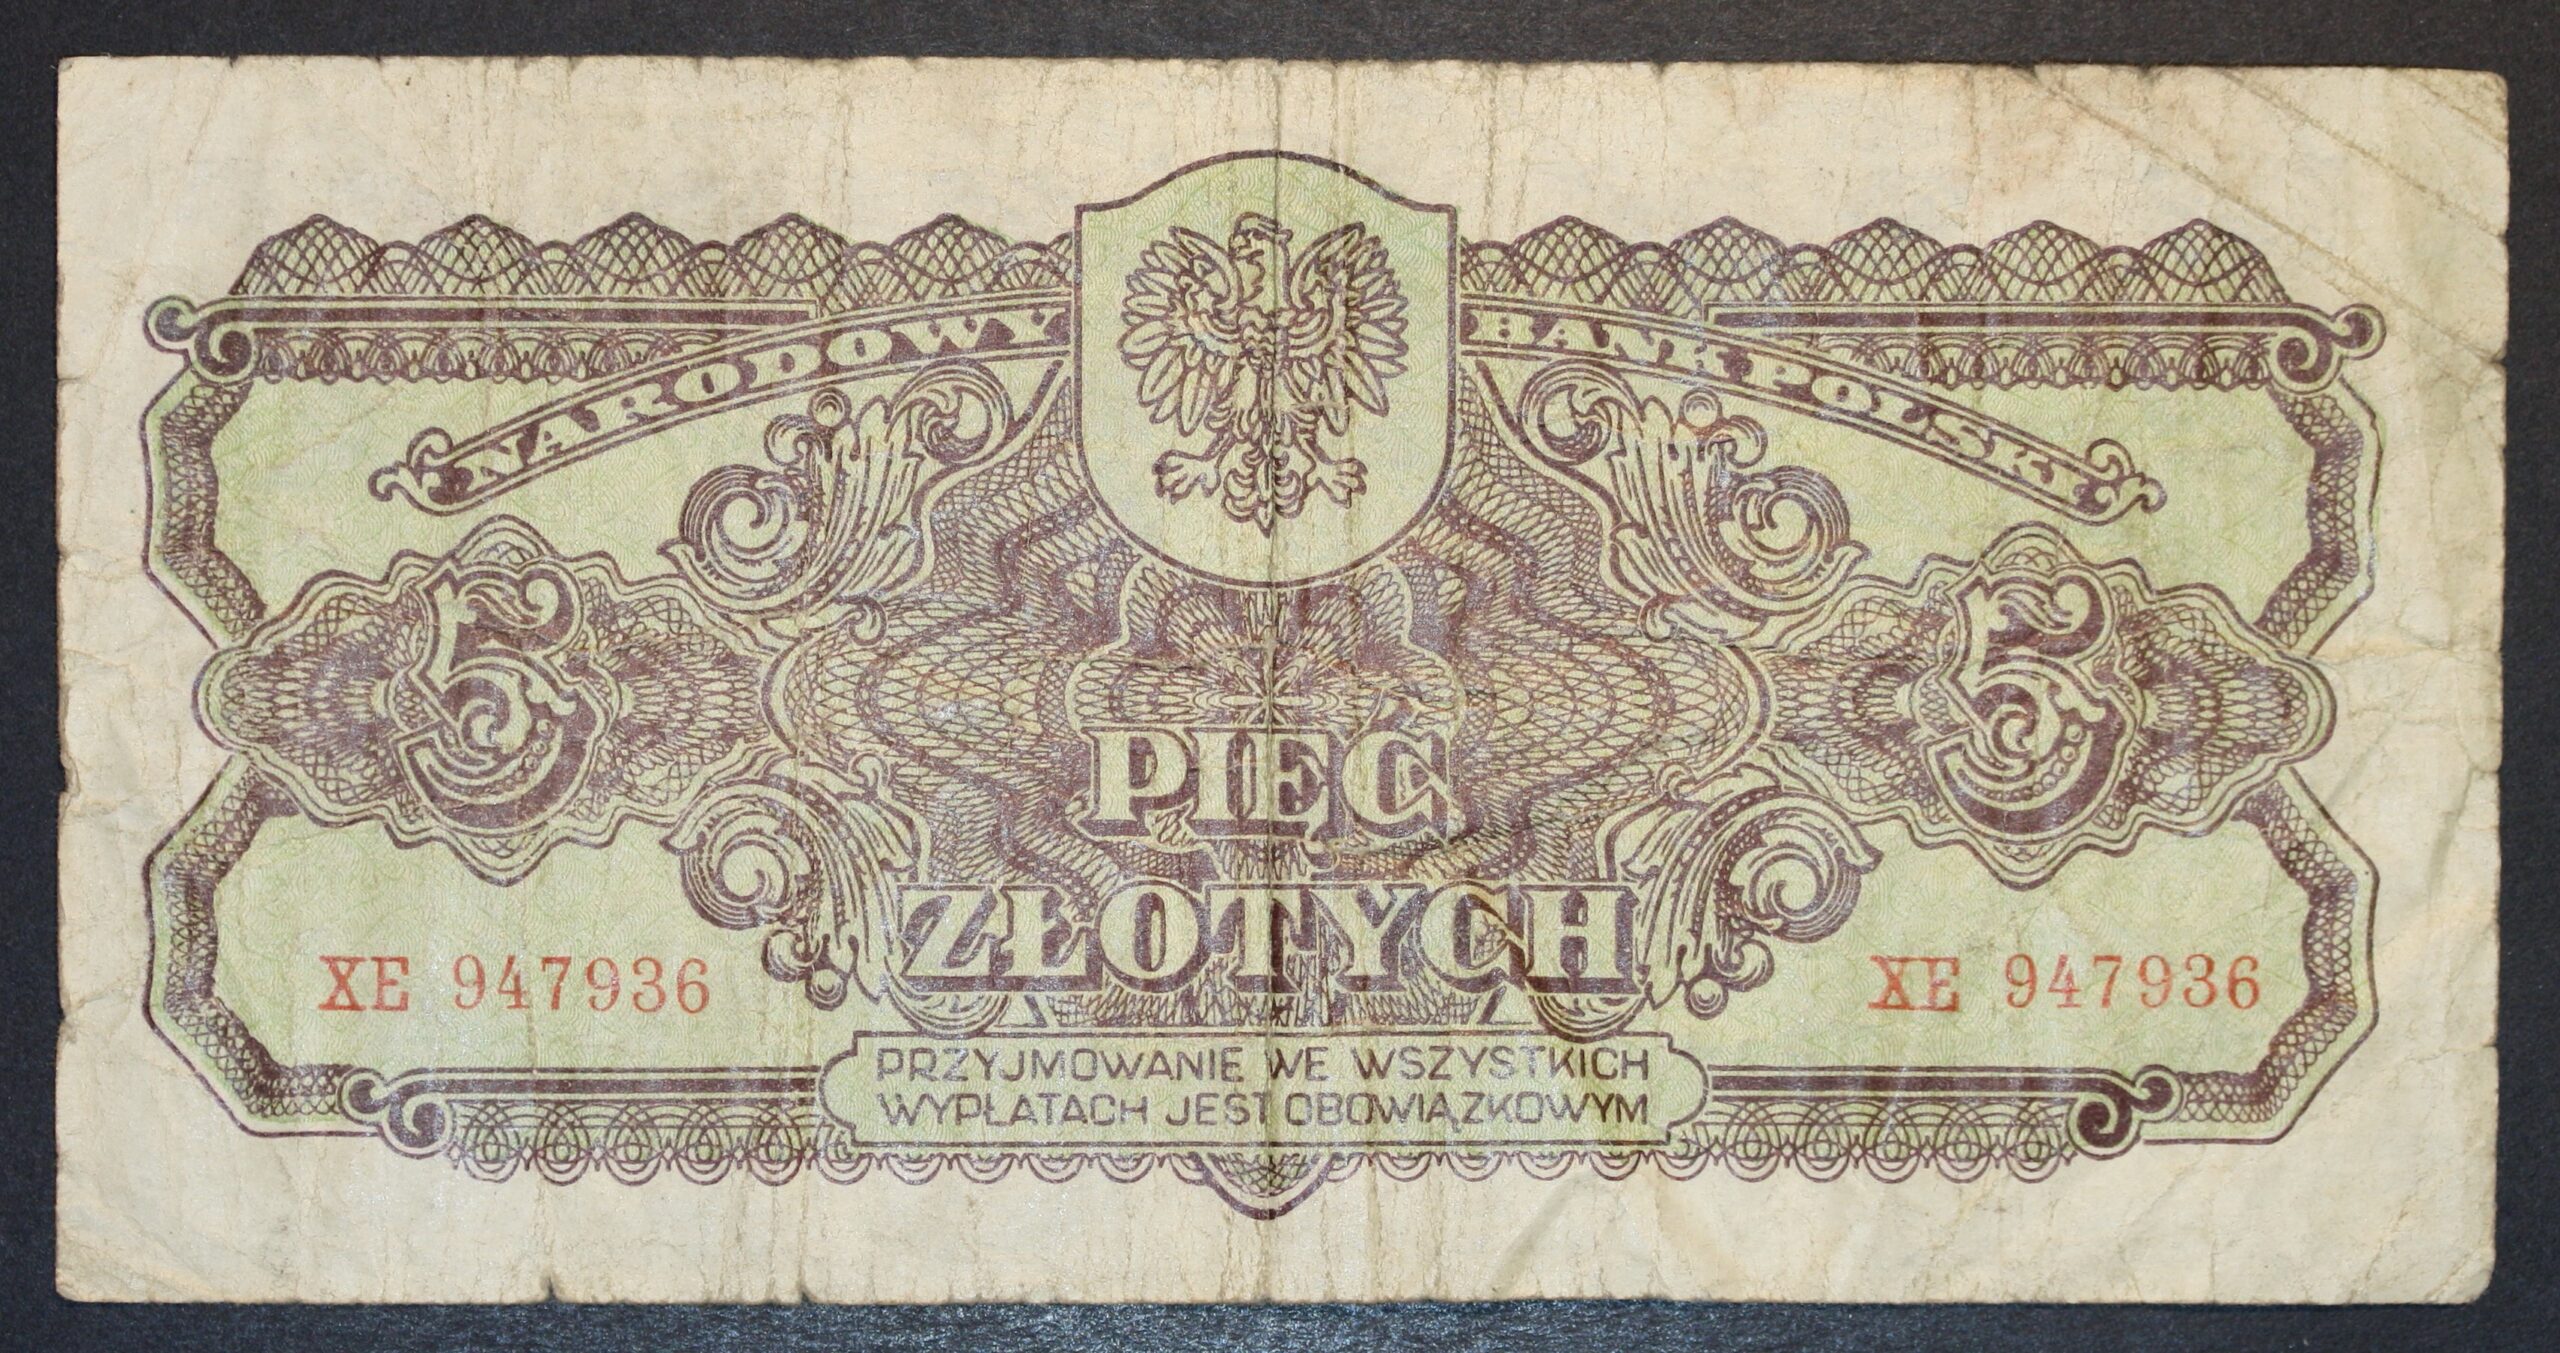 NARODOWY BANK POLSKI
5 5
PIĘĆ
ZŁOTYCH
XE 947936 XE 947936
PRZYJMOWANIE WE WSZYSTKICH
WYPŁATACH JEST OBOWIĄZKOWYM